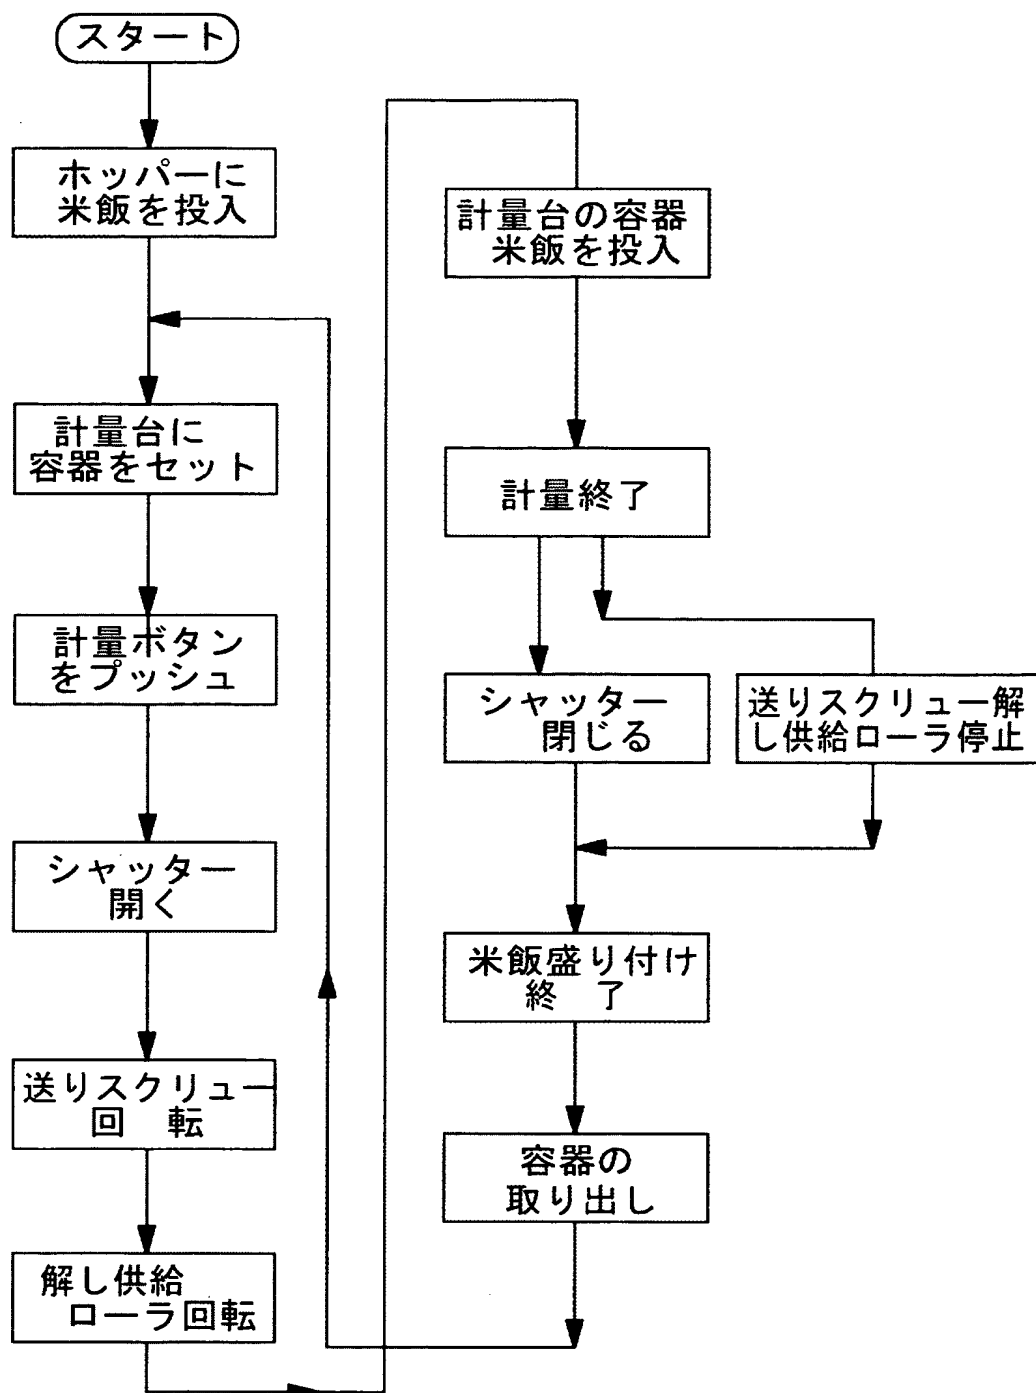 スタート
ホッパーに
米飯を投入
計量台に
容器をセット
計量ボタン
をプッシュ
シャッター
開く
送りスクリュー
回　転
解し供給
ローラ回転
計量台の容器
米飯を投入
計量終了
シャッター
閉じる
送りスクリュー解
し供給ローラ停止
米飯盛り付け
終　了
容器の
取り出し